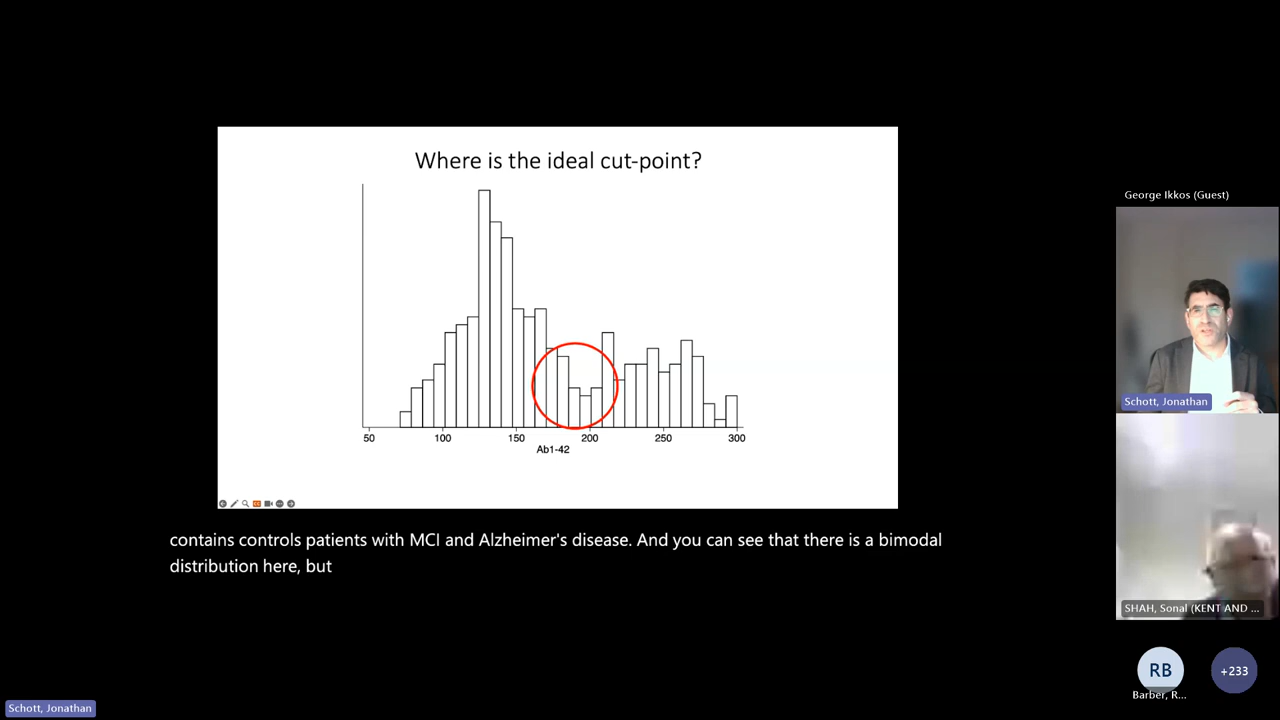 George Ikkos (Guest)
Where is the ideal cut-point?
50 100 150 200 250 300
Ab1-42
Schott, Jonathan
contains controls patients with MCI and Alzheimer's disease. And you can see that there is a bimodal
distribution here, but
SHAH, Sonal (KENT AND ...
RB
+233
Barber, R...
Schott, Jonathan